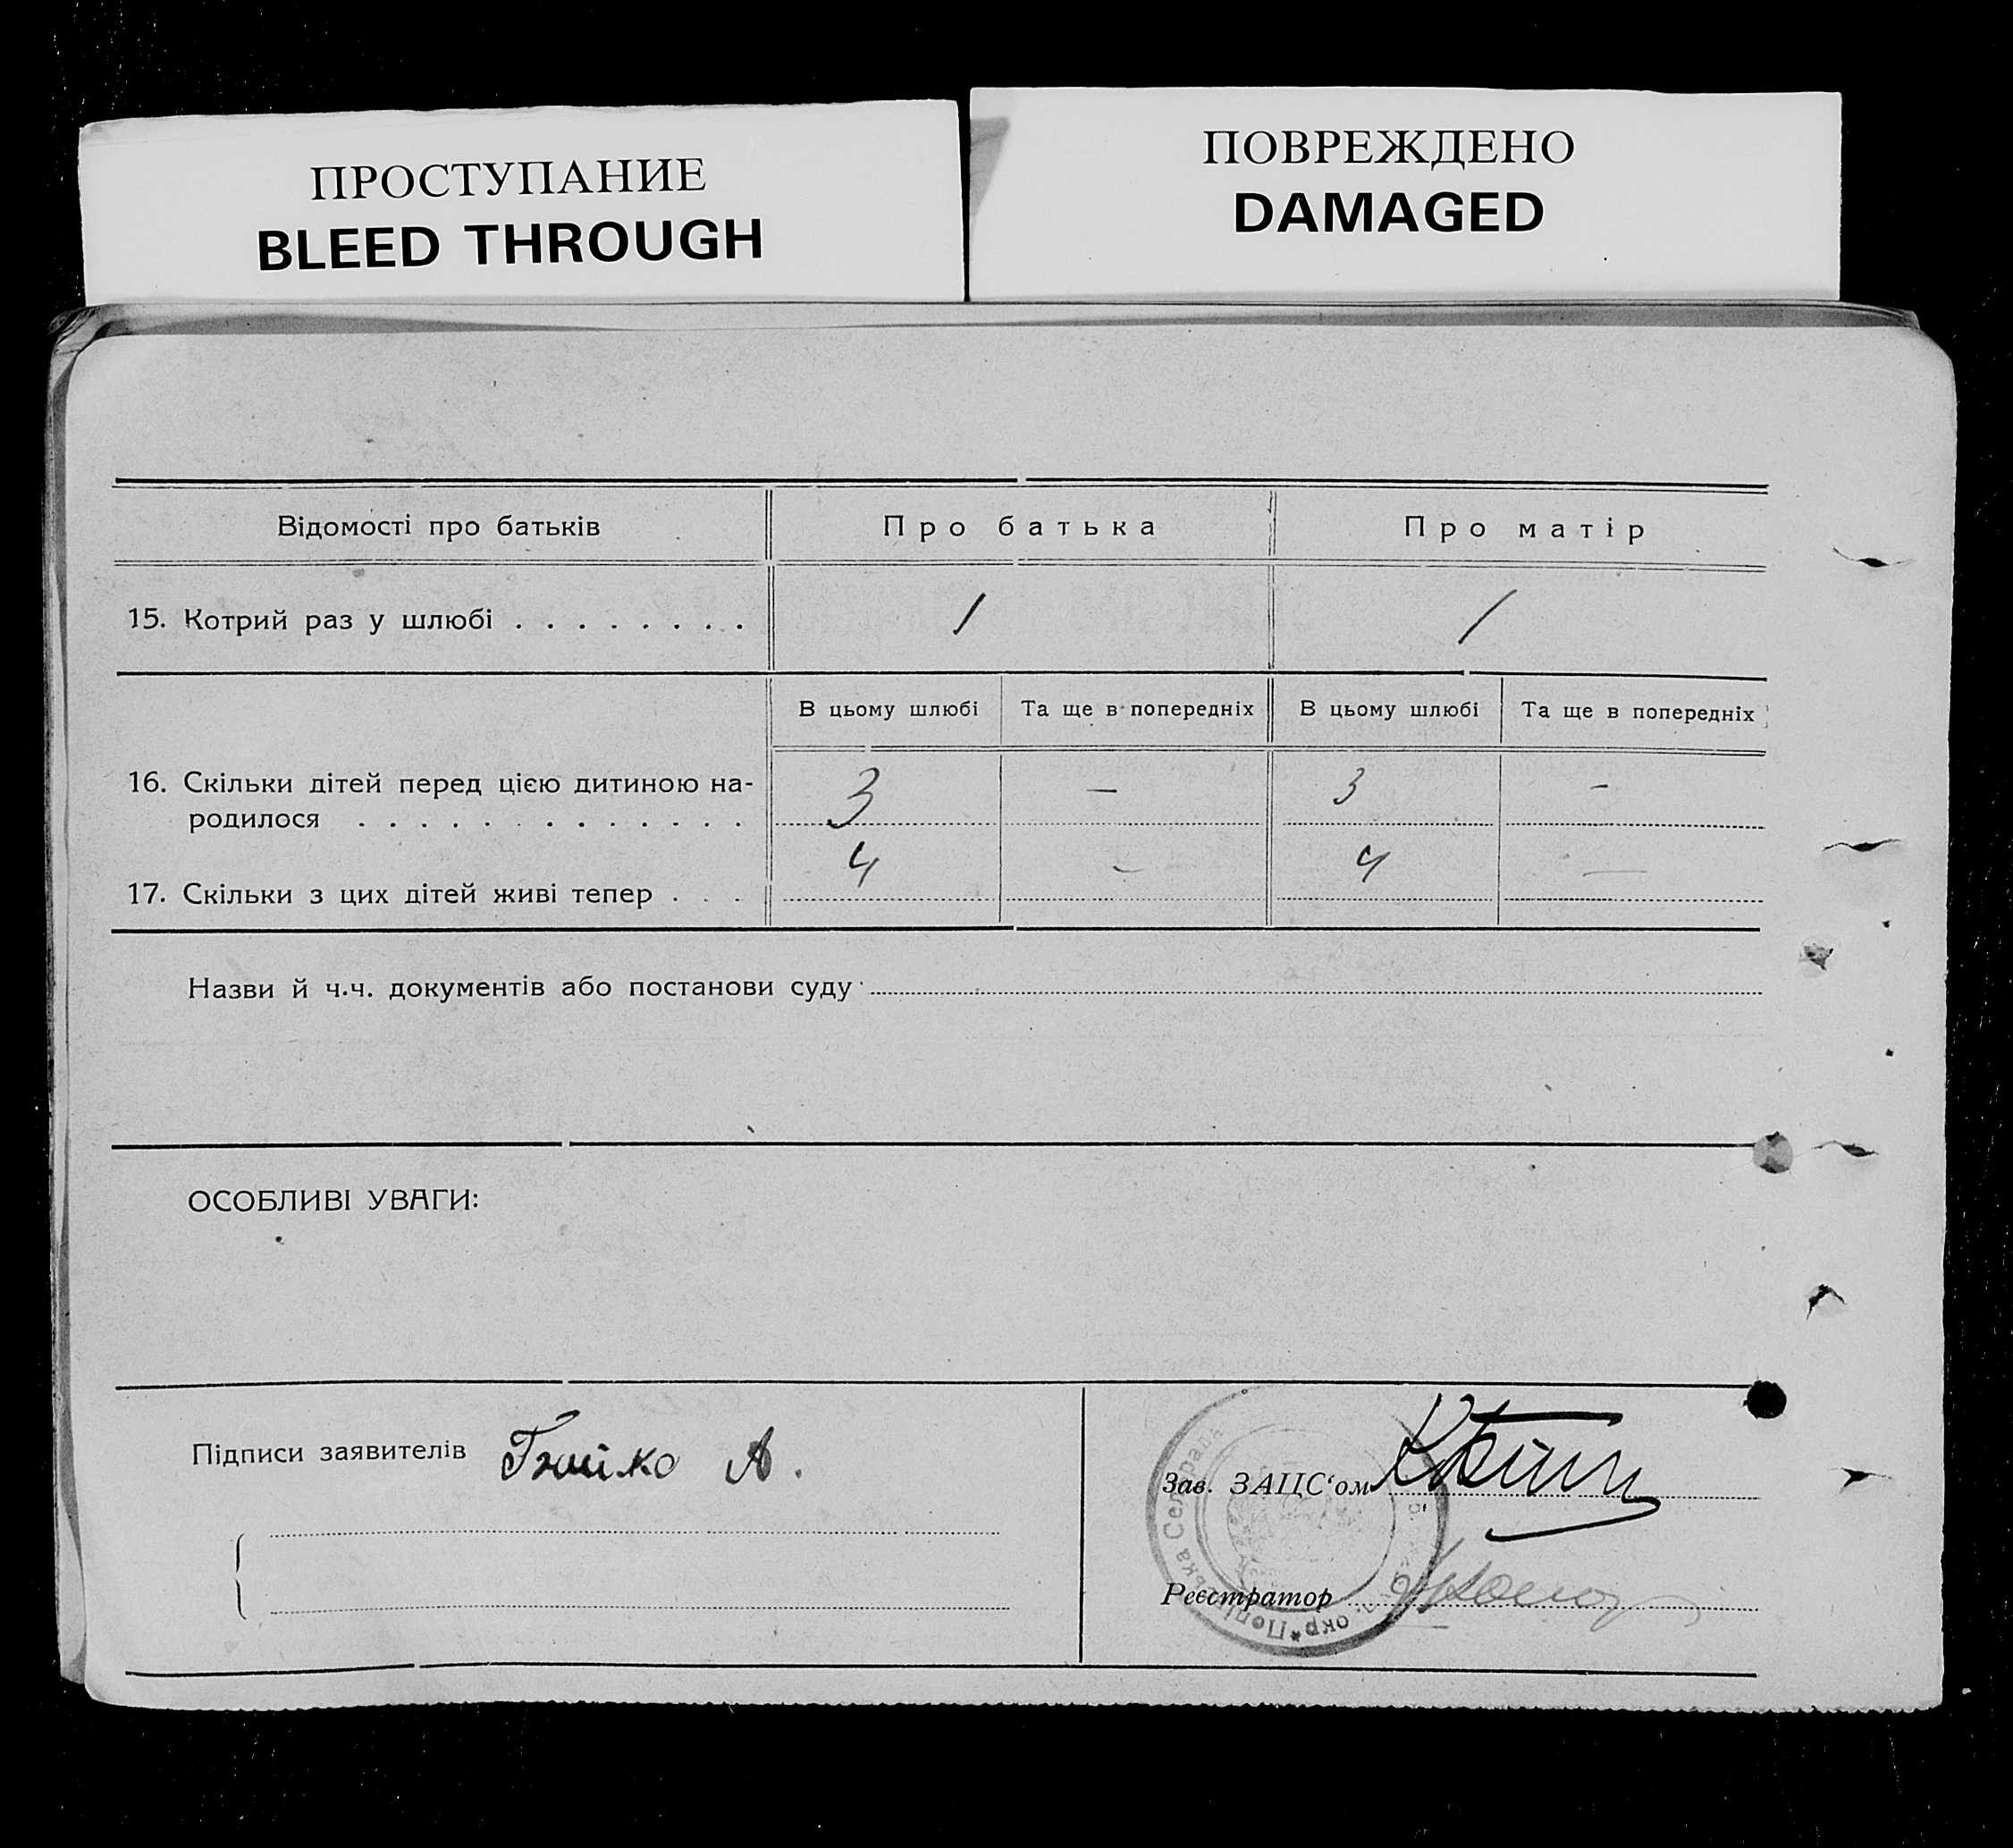 ПРОСТУПАНИЕ
BLEED THROUGH
ПОВРЕЖДЕНО
DAMAGED
Відомості про батьків
Про батька
Про матір
15. Котрий раз у шлюбі . . . . . . . .
1
1
В цьому шлюбі
Та ще в попередніх
В цьому шлюбі
Та ще в попередніх
16. Скільки дітей перед цією дитиною на-
родилося . . . . . . . . . . . . .
3
–
3
–
17. Скільки з цих дітей живі тепер . . .
4
–
4
–
Назви й ч.ч. документів або постанови суду
ОСОБЛИВІ УВАГИ:
Підписи заявителів
А.
Зав. ЗАЦС‘ом
Реєстратор